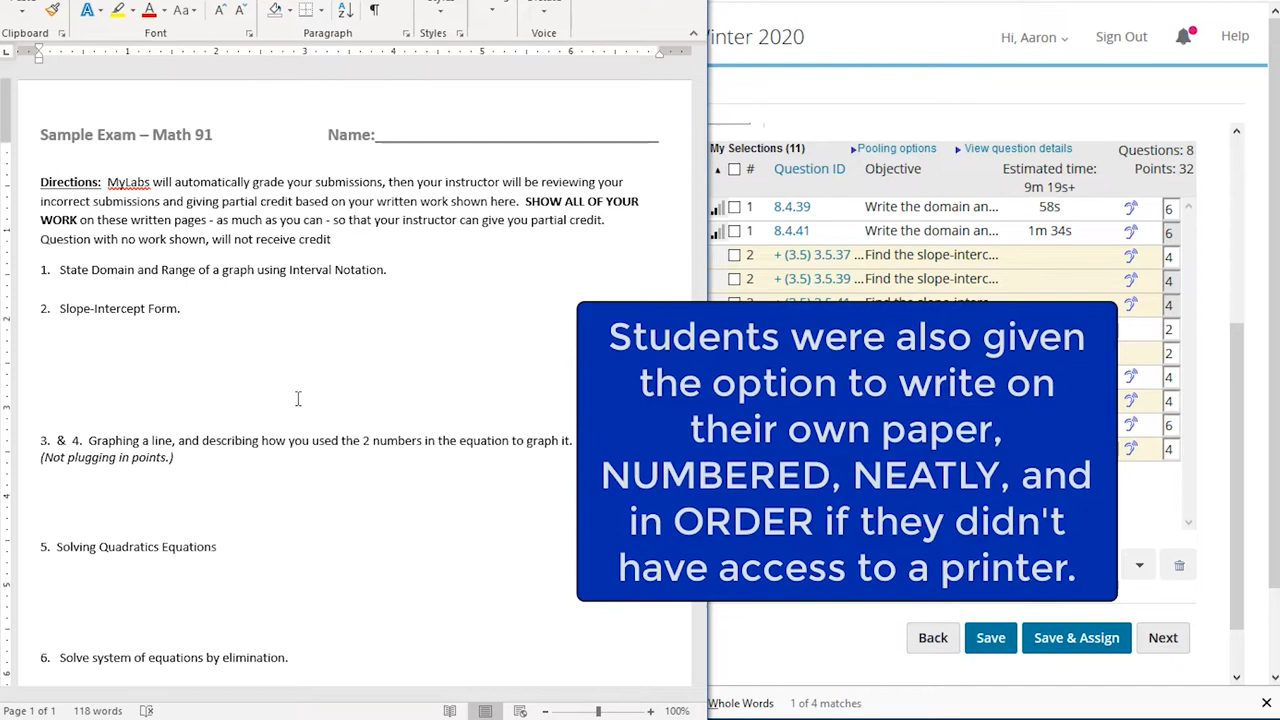 Clipboard
Font
Paragraph
Styles
Voice
Aa
1
2
3
4
5
6
Sample Exam – Math 91 Name:
Directions: MyLabs will automatically grade your submissions, then your instructor will be reviewing your
incorrect submissions and giving partial credit based on your written work shown here. SHOW ALL OF YOUR
WORK on these written pages - as much as you can - so that your instructor can give you partial credit.
Question with no work shown, will not receive credit
1. State Domain and Range of a graph using Interval Notation.
2. Slope-Intercept Form.
3. & 4. Graphing a line, and describing how you used the 2 numbers in the equation to graph it.
(Not plugging in points.)
5. Solving Quadratics Equations
6. Solve system of equations by elimination.
Page 1 of 1 118 words
100%
Winter 2020 Hi, Aaron Sign Out Help
My Selections (11) Pooling options View question details Questions: 8
# Question ID Objective Estimated time: Points: 32
9m 19s+
1 8.4.39 Write the domain an... 58s 6
1 8.4.41 Write the domain an... 1m 34s 6
2 + (3.5) 3.5.37 ... Find the slope-interc... 4
2 + (3.5) 3.5.39 ... Find the slope-interc... 4
4
2
2
4
4
6
4
Students were also given
the option to write on
their own paper,
NUMBERED, NEATLY, and
in ORDER if they didn't
have access to a printer.
Back Save Save & Assign Next
Whole Words 1 of 4 matches